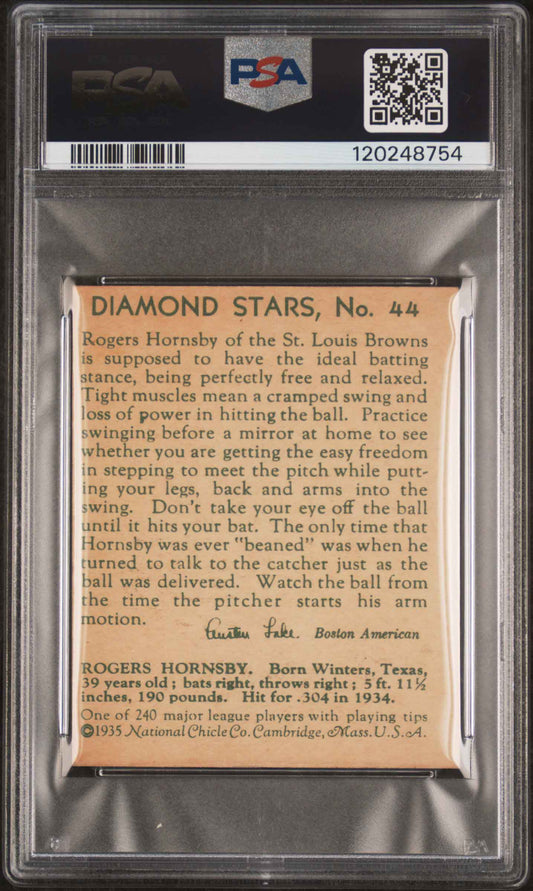 PSA
PSA
120248754
DIAMOND STARS, No. 44
Rogers Hornsby of the St. Louis Browns
is supposed to have the ideal batting
stance, being perfectly free and relaxed.
Tight muscles mean a cramped swing and
loss of power in hitting the ball. Practice
swinging before a mirror at home to see
whether you are getting the easy freedom
in stepping to meet the pitch while putt-
ing your legs, back and arms into the
swing. Don't take your eye off the ball
until it hits your bat. The only time that
Hornsby was ever "beaned" was when he
turned to talk to the catcher just as the
ball was delivered. Watch the ball from
the time the pitcher starts his arm
motion.
Austen Lake Boston American
ROGERS HORNSBY. Born Winters, Texas,
39 years old; bats right, throws right; 5 ft. 11½
inches, 190 pounds. Hit for .304 in 1934.
One of 240 major league players with playing tips
©1935 National Chicle Co. Cambridge, Mass. U.S.A.